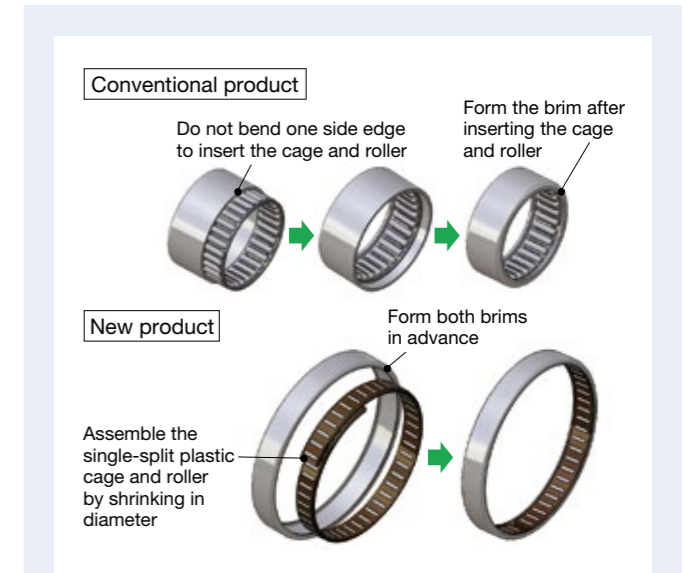 Conventional product
Do not bend one side edge
to insert the cage and roller
Form the brim after
inserting the cage
and roller
New product
Form both brims
in advance
Assemble the
single-split plastic
cage and roller
by shrinking in
diameter